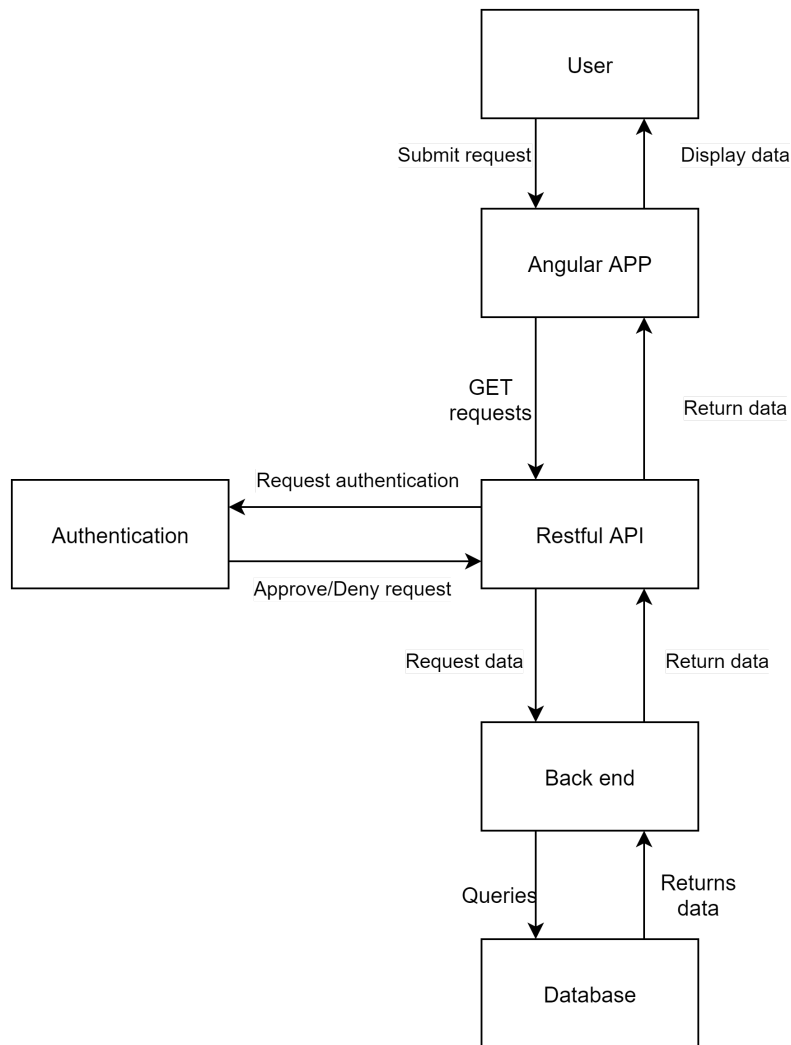 User
Submit request
Display data
Angular APP
GET
requests
Return data
Request authentication
Authentication
Restful API
Approve/Deny request
Request data
Return data
Back end
Queries
Returns
data
Database